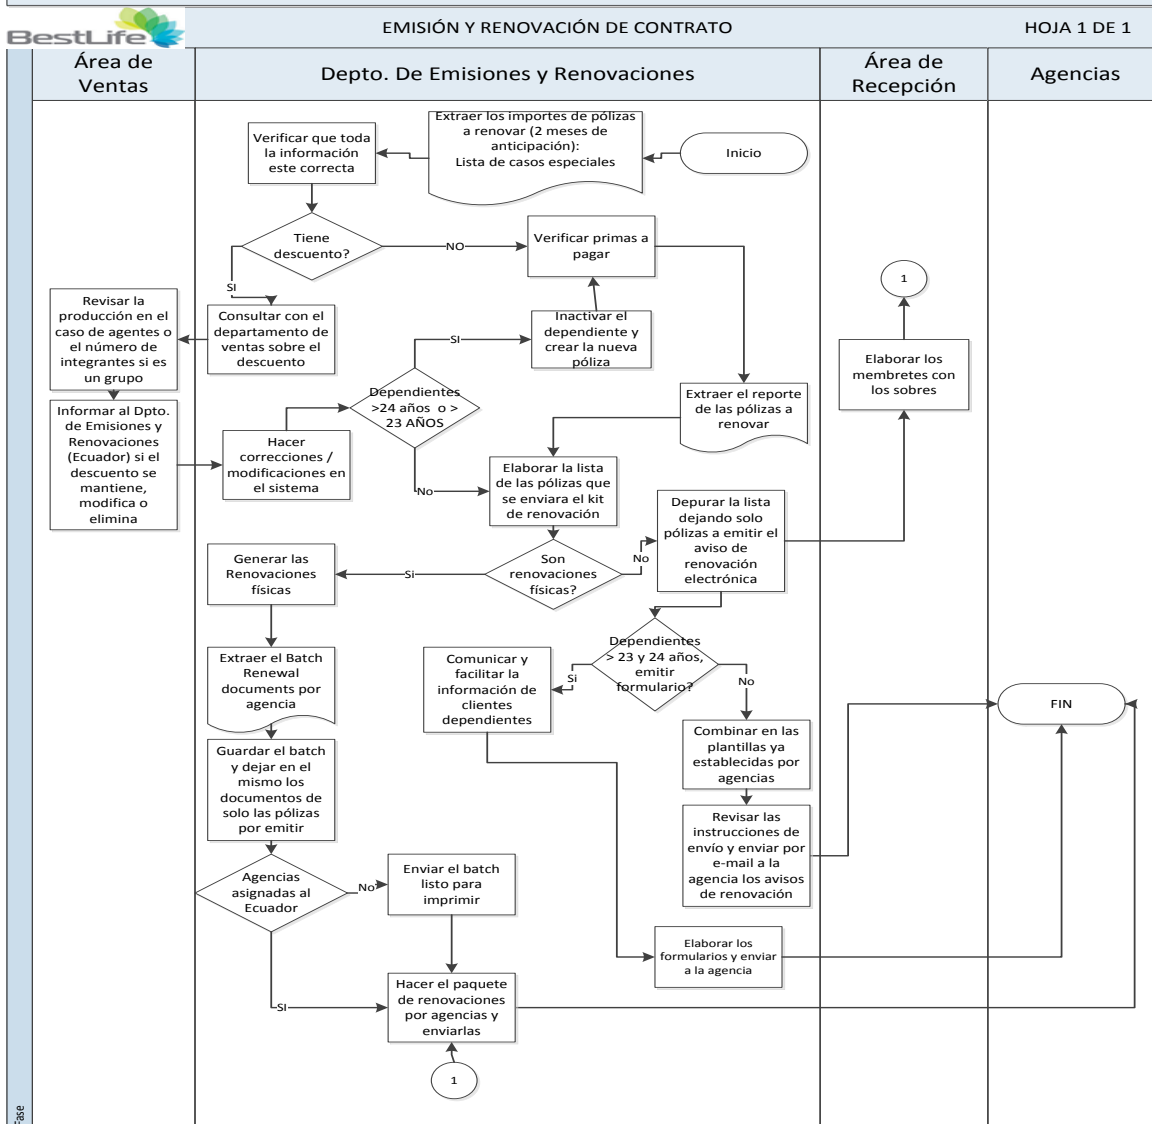 BestLife
EMISIÓN Y RENOVACIÓN DE CONTRATO
HOJA 1 DE 1
Área de
Ventas
Depto. De Emisiones y Renovaciones
Área de
Recepción
Agencias
Inicio
Extraer los importes de pólizas
a renovar (2 meses de
anticipación):
Lista de casos especiales
Verificar que toda
la información
este correcta
Tiene
descuento?
NO
SI
Verificar primas a
pagar
Consultar con el
departamento de
ventas sobre el
descuento
Revisar la
producción en el
caso de agentes o
el número de
integrantes si es
un grupo
Informar al Dpto.
de Emisiones y
Renovaciones
(Ecuador) si el
descuento se
mantiene,
modifica o
elimina
Hacer
correcciones /
modificaciones en
el sistema
Dependientes
>24 años o >
23 AÑOS
SI
No
Inactivar el
dependiente y
crear la nueva
póliza
Extraer el reporte
de las pólizas a
renovar
Elaborar la lista
de las pólizas que
se enviara el kit
de renovación
Son
renovaciones
físicas?
Si
No
Depurar la lista
dejando solo
pólizas a emitir el
aviso de
renovación
electrónica
Elaborar los
membretes con
los sobres
1
Generar las
Renovaciones
físicas
Extraer el Batch
Renewal
documents por
agencia
Guardar el batch
y dejar en el
mismo los
documentos de
solo las pólizas
por emitir
Agencias
asignadas al
Ecuador
No
SI
Enviar el batch
listo para
imprimir
Hacer el paquete
de renovaciones
por agencias y
enviarlas
1
Dependientes
> 23 y 24 años,
emitir
formulario?
Si
No
Comunicar y
facilitar la
información de
clientes
dependientes
Combinar en las
plantillas ya
establecidas por
agencias
Revisar las
instrucciones de
envío y enviar por
e-mail a la
agencia los avisos
de renovación
Elaborar los
formularios y enviar
a la agencia
FIN
Fase